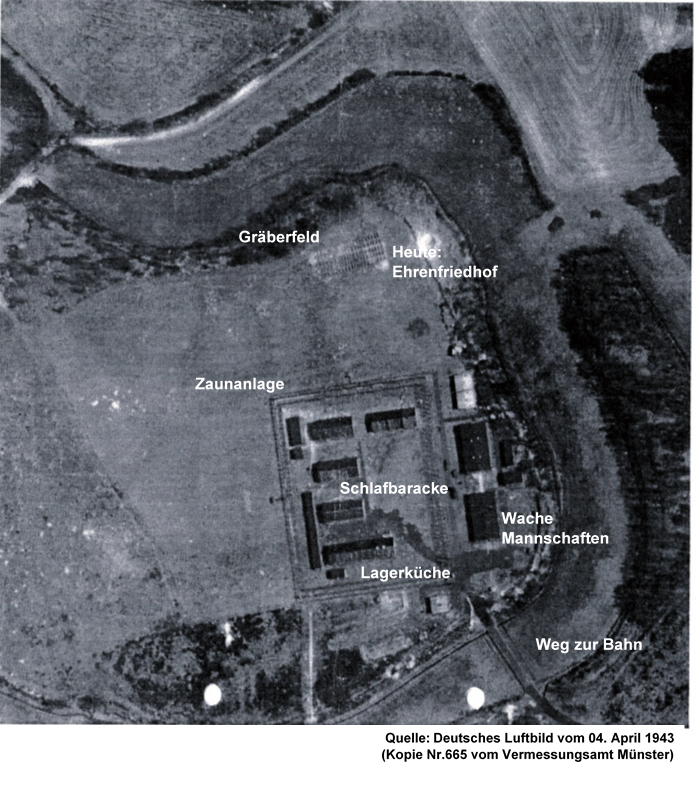 Gräberfeld
Heute:
Ehrenfriedhof
Zaunanlage
Schlafbaracke
Wache
Mannschaften
Lagerküche
Weg zur Bahn
Quelle: Deutsches Luftbild vom 04. April 1943
(Kopie Nr.665 vom Vermessungsamt Münster)